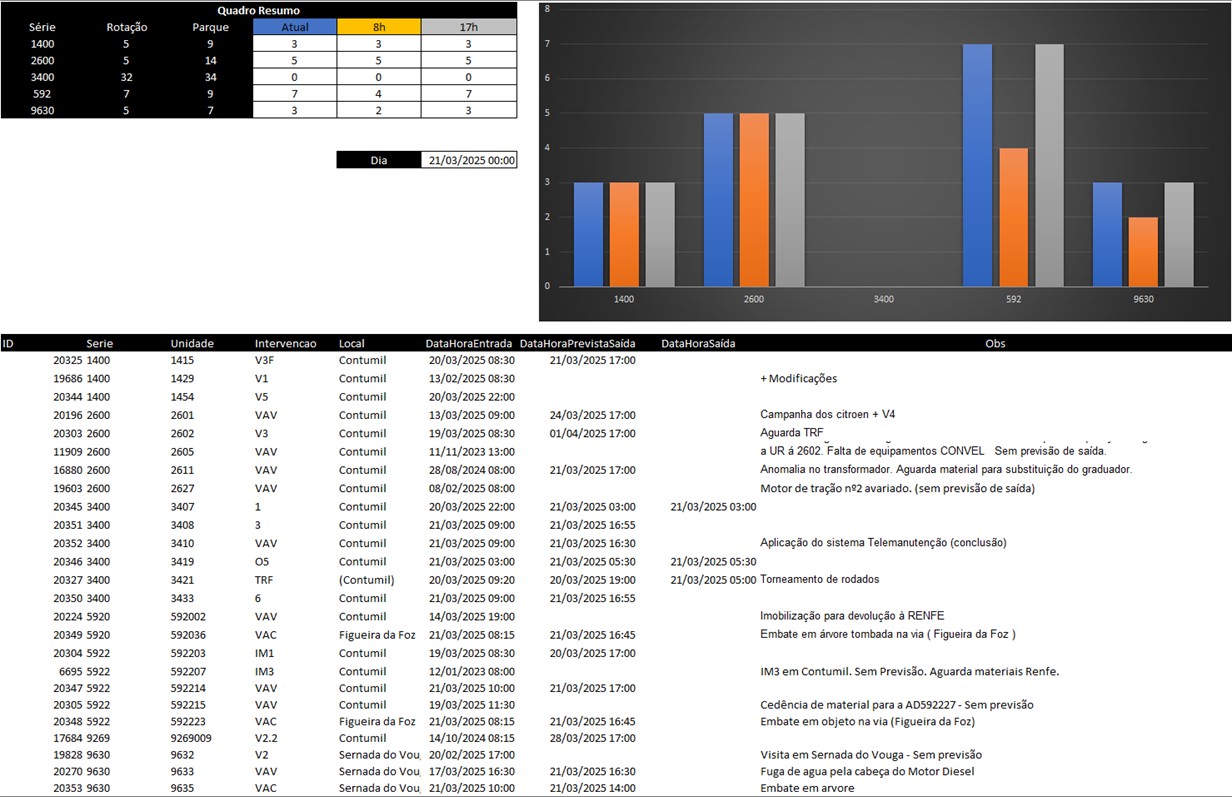 Quadro Resumo
Série Rotação Parque Atual 8h 17h
1400 5 9 3 3 3
2600 5 14 5 5 5
3400 32 34 0 0 0
592 7 9 7 4 7
9630 5 7 3 2 3
Dia 21/03/2025 00:00
8
7
6
5
4
3
2
1
0
1400 2600 3400 592 9630
ID Serie Unidade Intervencao Local DataHoraEntrada DataHoraPrevistaSaída DataHoraSaída Obs
20325 1400 1415 V3F Contumil 20/03/2025 08:30 21/03/2025 17:00
19686 1400 1429 V1 Contumil 13/02/2025 08:30 + Modificações
20344 1400 1454 V5 Contumil 20/03/2025 22:00
20196 2600 2601 VAV Contumil 13/03/2025 09:00 24/03/2025 17:00 Campanha dos citroen + V4
20303 2600 2602 V3 Contumil 19/03/2025 08:30 01/04/2025 17:00 Aguarda TRF
11909 2600 2605 VAV Contumil 11/11/2023 13:00 a UR á 2602. Falta de equipamentos CONVEL Sem previsão de saída.
16880 2600 2611 VAV Contumil 28/08/2024 08:00 21/03/2025 17:00 Anomalia no transformador. Aguarda material para substituição do graduador.
19603 2600 2627 VAV Contumil 08/02/2025 08:00 Motor de tração nº2 avariado. (sem previsão de saída)
20345 3400 3407 1 Contumil 20/03/2025 22:00 21/03/2025 03:00 21/03/2025 03:00
20351 3400 3408 3 Contumil 21/03/2025 09:00 21/03/2025 16:55
20352 3400 3410 VAV Contumil 21/03/2025 09:00 21/03/2025 16:30 Aplicação do sistema Telemanutenção (conclusão)
20346 3400 3419 O5 Contumil 21/03/2025 03:00 21/03/2025 05:30 21/03/2025 05:30
20327 3400 3421 TRF (Contumil) 20/03/2025 09:20 20/03/2025 19:00 21/03/2025 05:00 Torneamento de rodados
20350 3400 3433 6 Contumil 21/03/2025 09:00 21/03/2025 16:55
20224 5920 592002 VAV Contumil 14/03/2025 19:00 Imobilização para devolução à RENFE
20349 5920 592036 VAC Figueira da Foz 21/03/2025 08:15 21/03/2025 16:45 Embate em árvore tombada na via ( Figueira da Foz )
20304 5922 592203 IM1 Contumil 19/03/2025 08:30 20/03/2025 17:00
6695 5922 592207 IM3 Contumil 12/01/2023 08:00 IM3 em Contumil. Sem Previsão. Aguarda materiais Renfe.
20347 5922 592214 VAV Contumil 21/03/2025 10:00 21/03/2025 17:00
20305 5922 592215 VAV Contumil 19/03/2025 11:30 Cedência de material para a AD592227 - Sem previsão
20348 5922 592223 VAC Figueira da Foz 21/03/2025 08:15 21/03/2025 16:45 Embate em objeto na via (Figueira da Foz)
17684 9269 9269009 V2.2 Contumil 14/10/2024 08:15 28/03/2025 17:00
19828 9630 9632 V2 Sernada do Vou 20/02/2025 17:00 Visita em Sernada do Vouga - Sem previsão
20270 9630 9633 VAV Sernada do Vou 17/03/2025 16:30 21/03/2025 16:30 Fuga de agua pela cabeça do Motor Diesel
20353 9630 9635 VAC Sernada do Vou 21/03/2025 10:00 21/03/2025 14:00 Embate em arvore